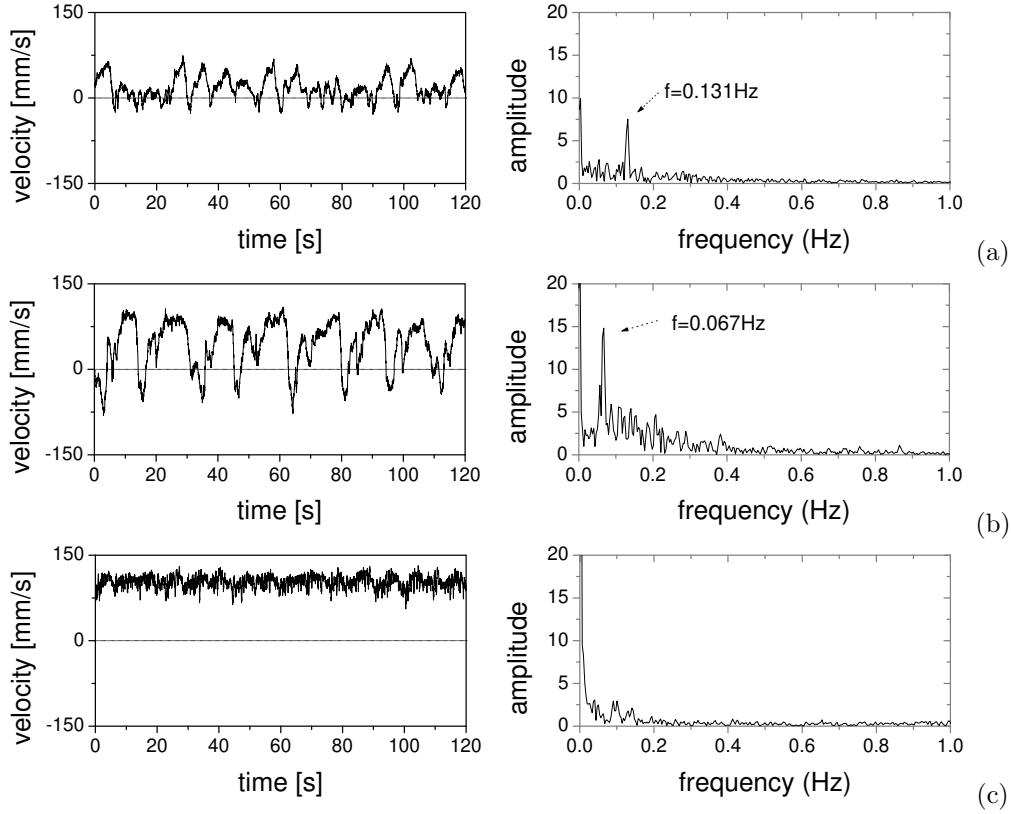 velocity [mm/s]
150
0
-150
0 20 40 60 80 100 120
time [s]
amplitude
20
15
10
5
0
f=0.131Hz
0.0 0.2 0.4 0.6 0.8 1.0
frequency (Hz)
(a)
velocity [mm/s]
150
0
-150
0 20 40 60 80 100 120
time [s]
amplitude
20
15
10
5
0
f=0.067Hz
0.0 0.2 0.4 0.6 0.8 1.0
frequency (Hz)
(b)
velocity [mm/s]
150
0
-150
0 20 40 60 80 100 120
time [s]
amplitude
20
15
10
5
0
0.0 0.2 0.4 0.6 0.8 1.0
frequency (Hz)
(c)